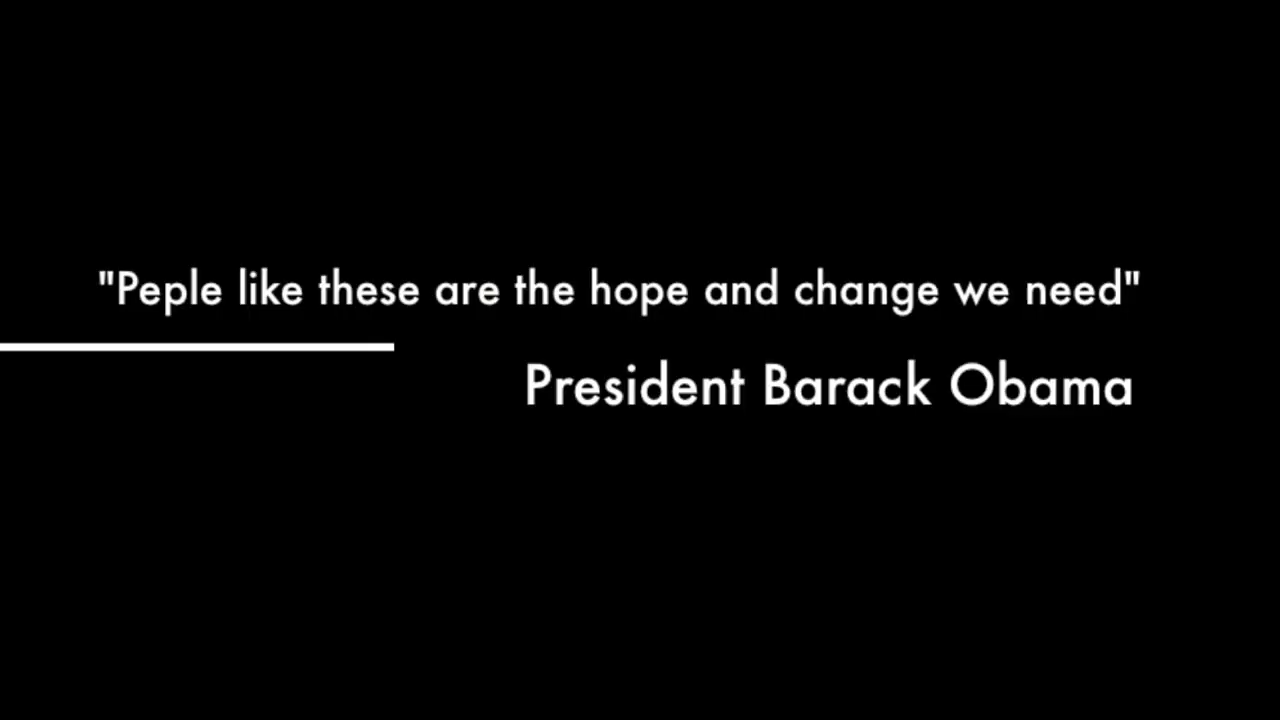 "Peple like these are the hope and change we need"
President Barack Obama